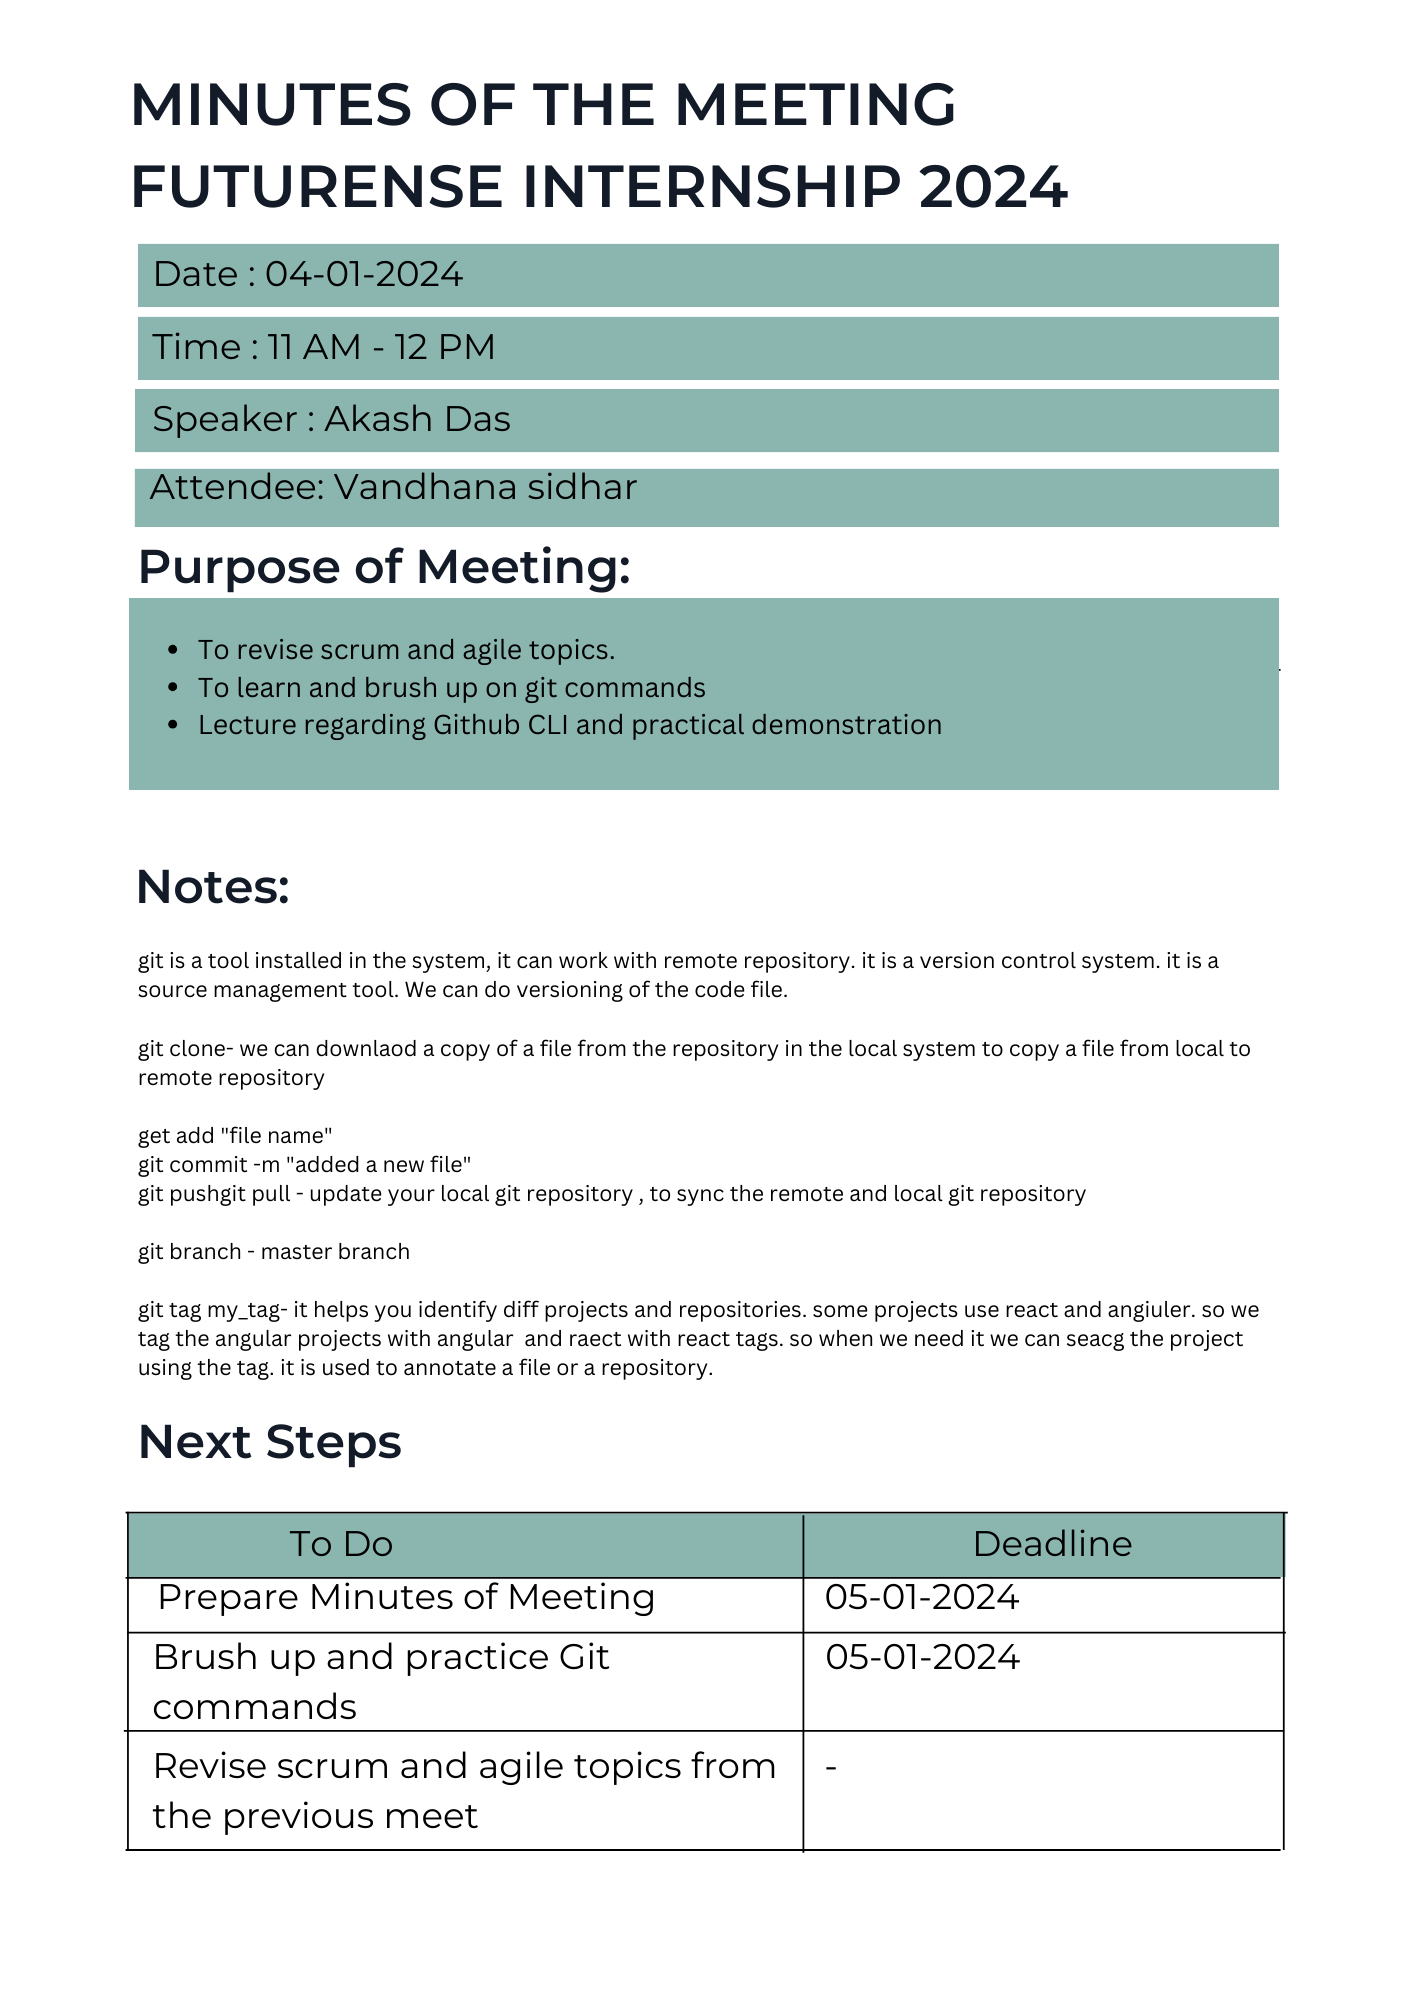 MINUTES OF THE MEETING
FUTURENSE INTERNSHIP 2024
Date : 04-01-2024
Time : 11 AM - 12 PM
Speaker : Akash Das
Attendee: Vandhana sidhar
Purpose of Meeting:
• To revise scrum and agile topics.
• To learn and brush up on git commands
• Lecture regarding Github CLI and practical demonstration
Notes:
git is a tool installed in the system, it can work with remote repository. it is a version control system. it is a
source management tool. We can do versioning of the code file.
git clone- we can downlaod a copy of a file from the repository in the local system to copy a file from local to
remote repository
get add "file name"
git commit -m "added a new file"
git pushgit pull - update your local git repository , to sync the remote and local git repository
git branch - master branch
git tag my_tag- it helps you identify diff projects and repositories. some projects use react and angiuler. so we
tag the angular projects with angular  and raect with react tags. so when we need it we can seacg the project
using the tag. it is used to annotate a file or a repository.
Next Steps
To Do Deadline
Prepare Minutes of Meeting 05-01-2024
Brush up and practice Git 05-01-2024
commands
Revise scrum and agile topics from -
the previous meet